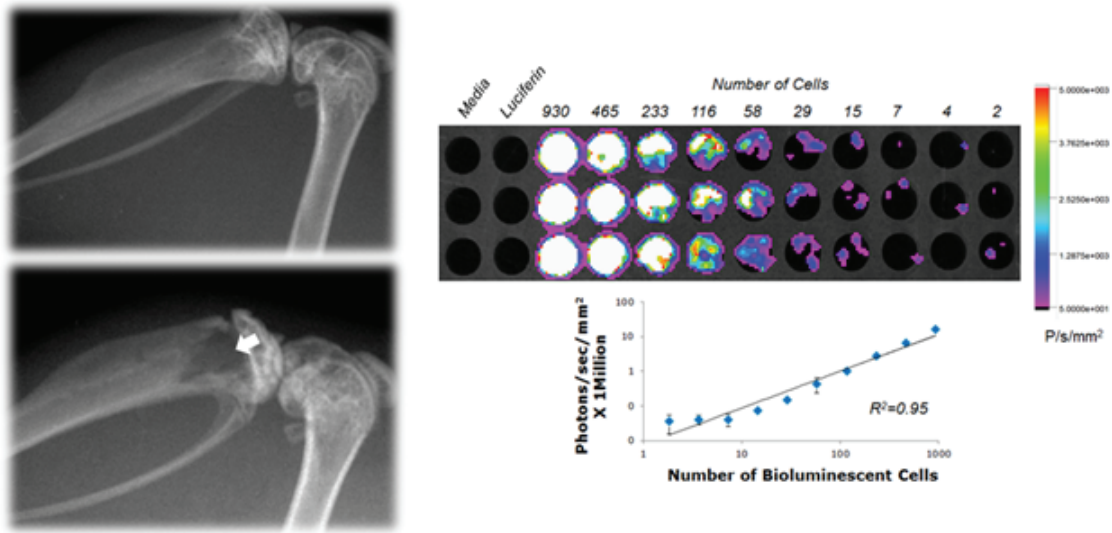 Number of Cells
Media Luciferin 930 465 233 116 58 29 15 7 4 2
5.0000e+003
3.7625e+003
2.5250e+003
1.2875e+003
5.0000e+001
P/s/mm²
Photons/sec/mm²
X 1Million
100
10
1
0
0
R²=0.95
1 10 100 1000
Number of Bioluminescent Cells